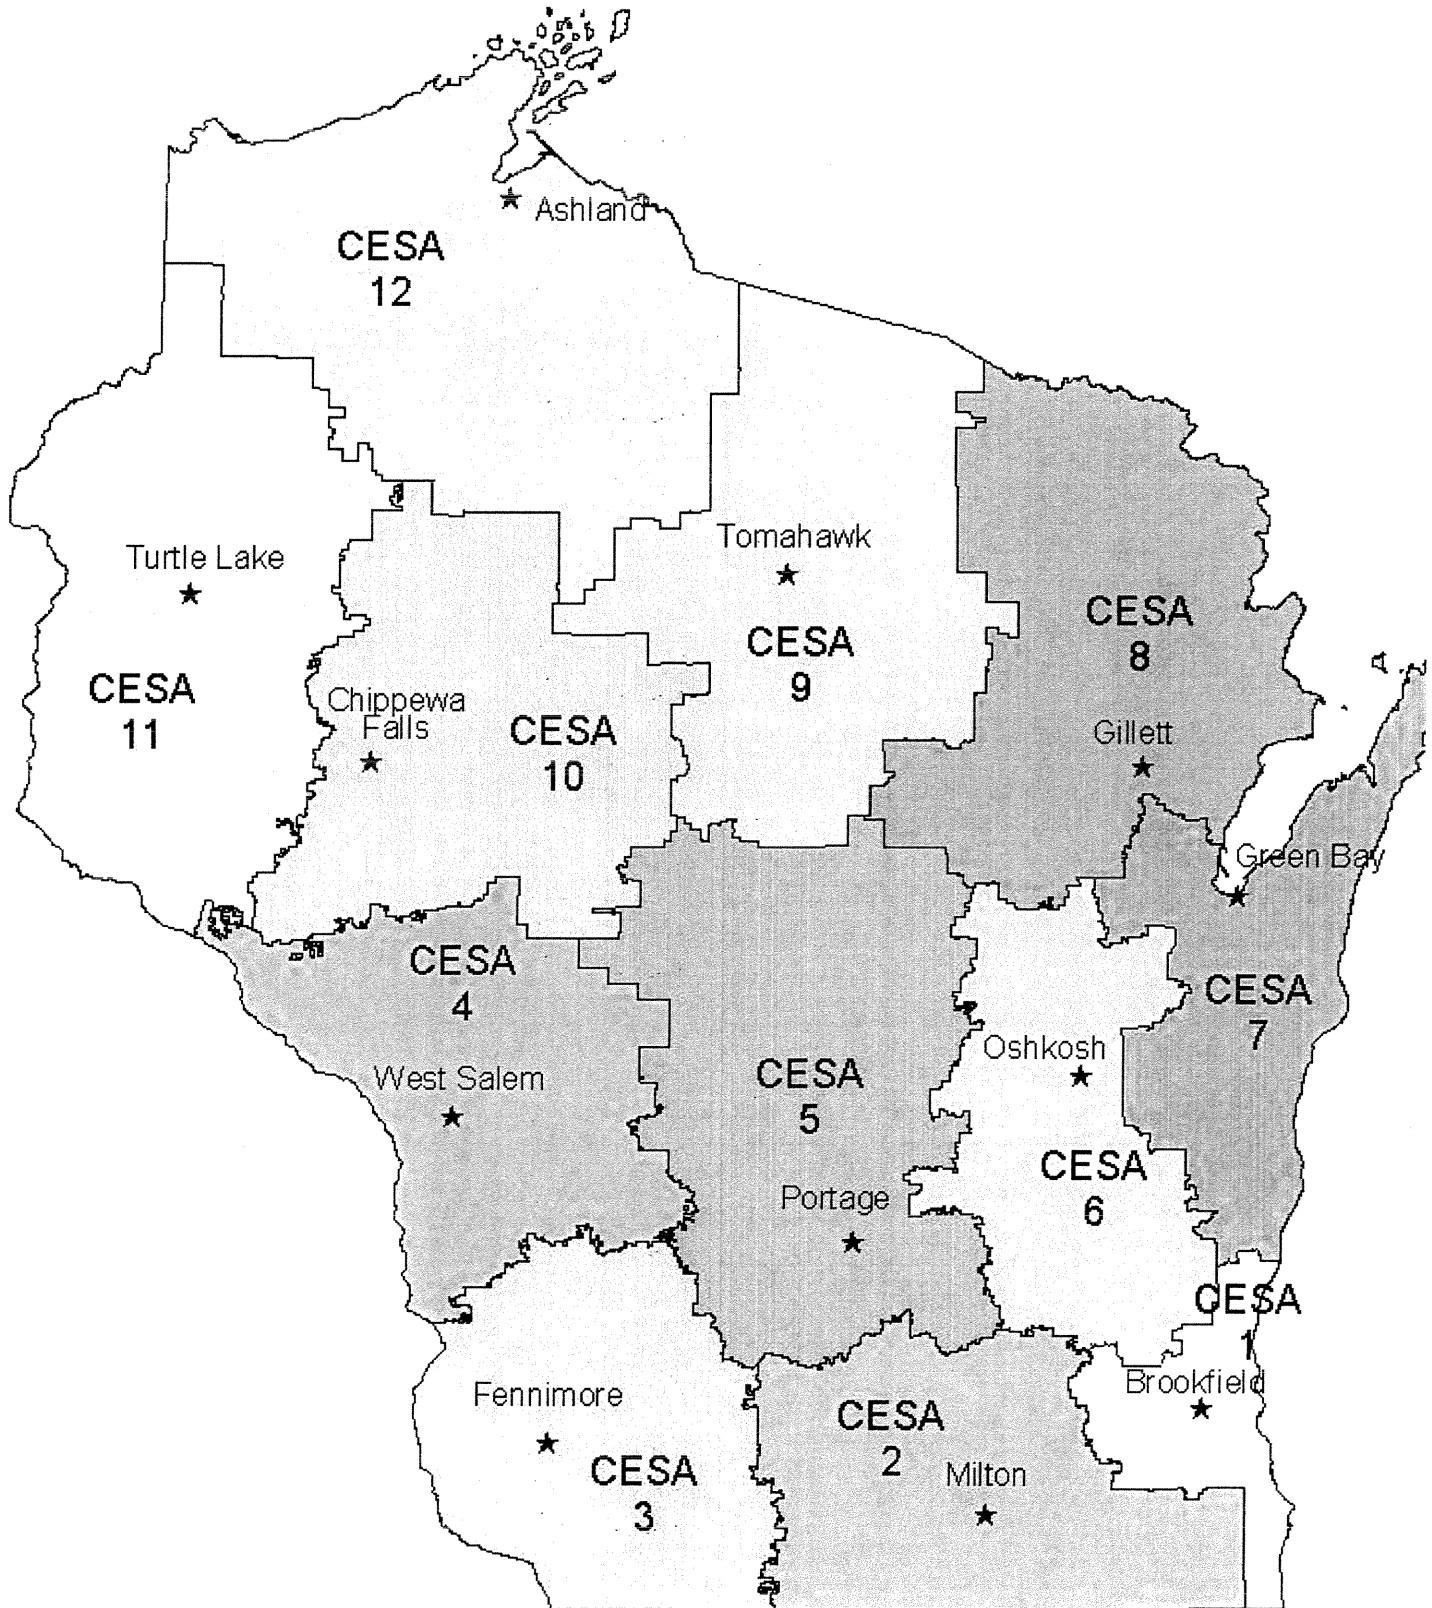 Ashland
CESA
12
Turtle Lake
Tomahawk
CESA
9
CESA
8
CESA
11
Chippewa
Falls
CESA
10
Gillett
Green Bay
CESA
4
CESA
7
West Salem
CESA
5
Oshkosh
CESA
6
Portage
CESA
1
Brookfield
Fennimore
CESA
3
CESA
2
Milton